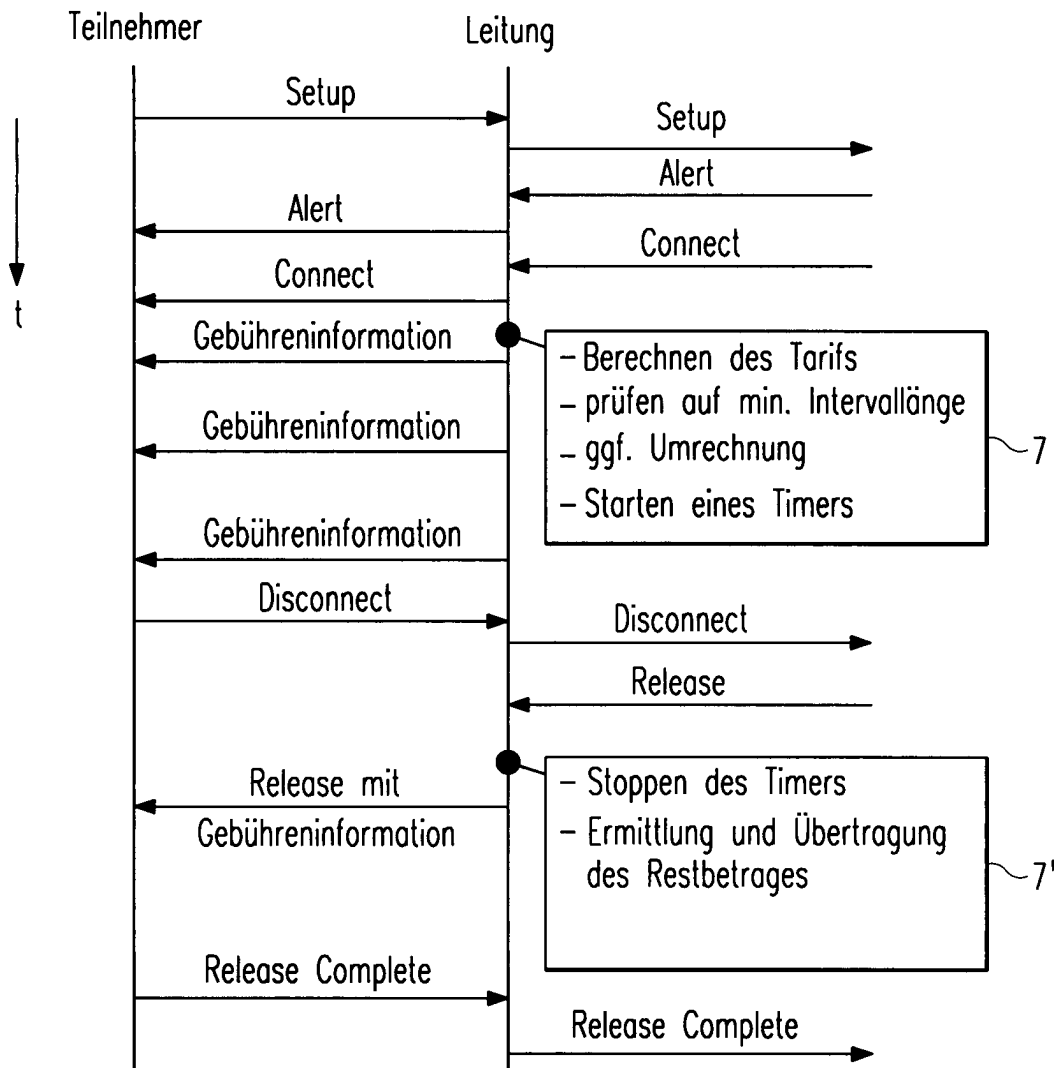 Teilnehmer
Leitung
Setup
Setup
Alert
Alert
Connect
Connect
t
Gebühreninformation
– Berechnen des Tarifs
– prüfen auf min. Intervallänge
– ggf. Umrechnung
– Starten eines Timers
7
Gebühreninformation
Gebühreninformation
Disconnect
Disconnect
Release
Release mit
Gebühreninformation
– Stoppen des Timers
– Ermittlung und Übertragung
des Restbetrages
7'
Release Complete
Release Complete